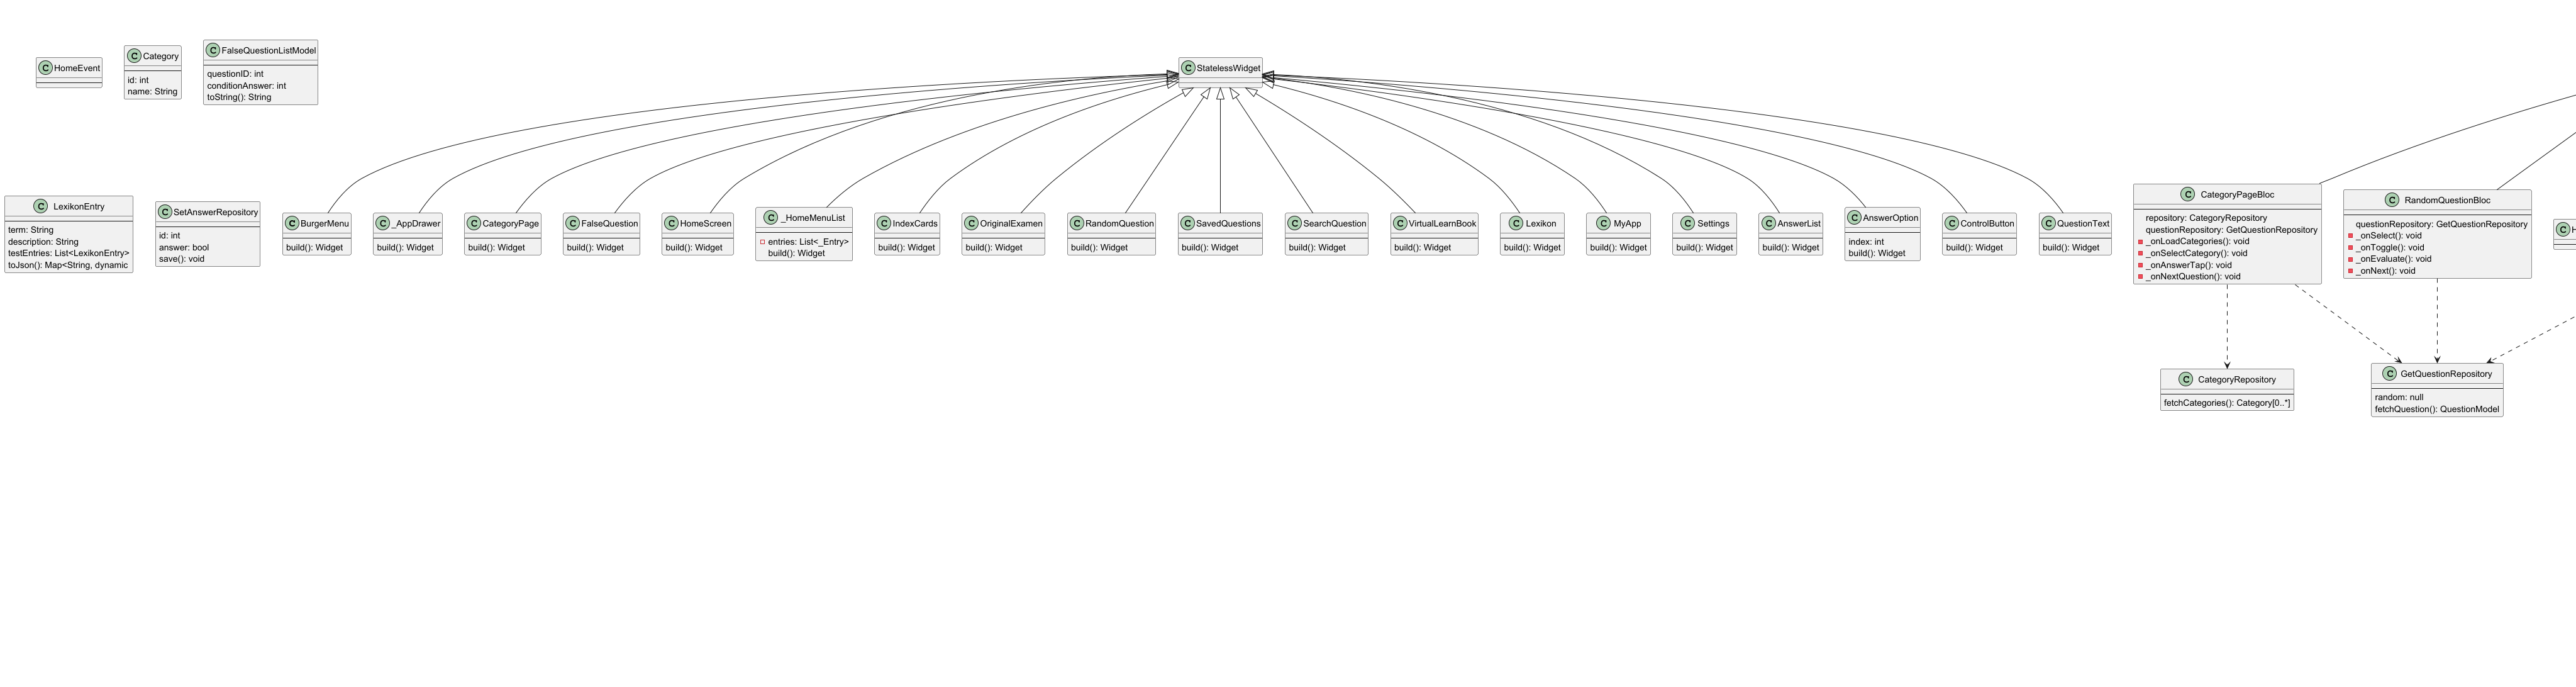 C HomeEvent
C Category
id: int
name: String
C FalseQuestionListModel
questionID: int
conditionAnswer: int
toString(): String
C StatelessWidget
C LexikonEntry
term: String
description: String
testEntries: List<LexikonEntry>
toJson(): Map<String, dynamic
C SetAnswerRepository
id: int
answer: bool
save(): void
C BurgerMenu
build(): Widget
C _AppDrawer
build(): Widget
C CategoryPage
build(): Widget
C FalseQuestion
build(): Widget
C HomeScreen
build(): Widget
C _HomeMenuList
entries: List<_Entry>
build(): Widget
C IndexCards
build(): Widget
C OriginalExamen
build(): Widget
C RandomQuestion
build(): Widget
C SavedQuestions
build(): Widget
C SearchQuestion
build(): Widget
C VirtualLearnBook
build(): Widget
C Lexikon
build(): Widget
C MyApp
build(): Widget
C Settings
build(): Widget
C AnswerList
build(): Widget
C AnswerOption
index: int
build(): Widget
C ControlButton
build(): Widget
C QuestionText
build(): Widget
C CategoryPageBloc
repository: CategoryRepository
questionRepository: GetQuestionRepository
_onLoadCategories(): void
_onSelectCategory(): void
_onAnswerTap(): void
_onNextQuestion(): void
C RandomQuestionBloc
questionRepository: GetQuestionRepository
_onSelect(): void
_onToggle(): void
_onEvaluate(): void
_onNext(): void
C H
C CategoryRepository
fetchCategories(): Category[0..*]
C GetQuestionRepository
random: null
fetchQuestion(): QuestionModel